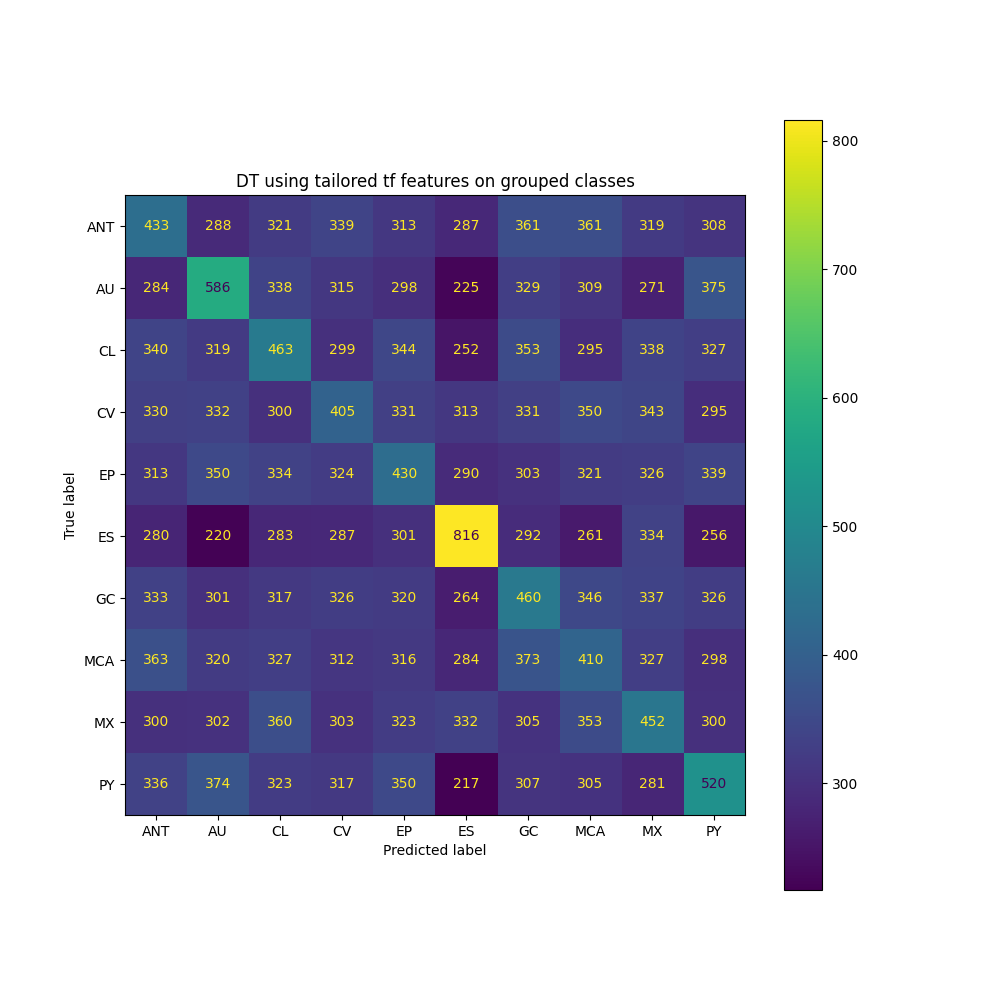 DT using tailored tf features on grouped classes
800
700
600
500
400
300
True label
ANT 433 288 321 339 313 287 361 361 319 308
AU 284 586 338 315 298 225 329 309 271 375
CL 340 319 463 299 344 252 353 295 338 327
CV 330 332 300 405 331 313 331 350 343 295
EP 313 350 334 324 430 290 303 321 326 339
ES 280 220 283 287 301 816 292 261 334 256
GC 333 301 317 326 320 264 460 346 337 326
MCA 363 320 327 312 316 284 373 410 327 298
MX 300 302 360 303 323 332 305 353 452 300
PY 336 374 323 317 350 217 307 305 281 520
ANT AU CL CV EP ES GC MCA MX PY
Predicted label